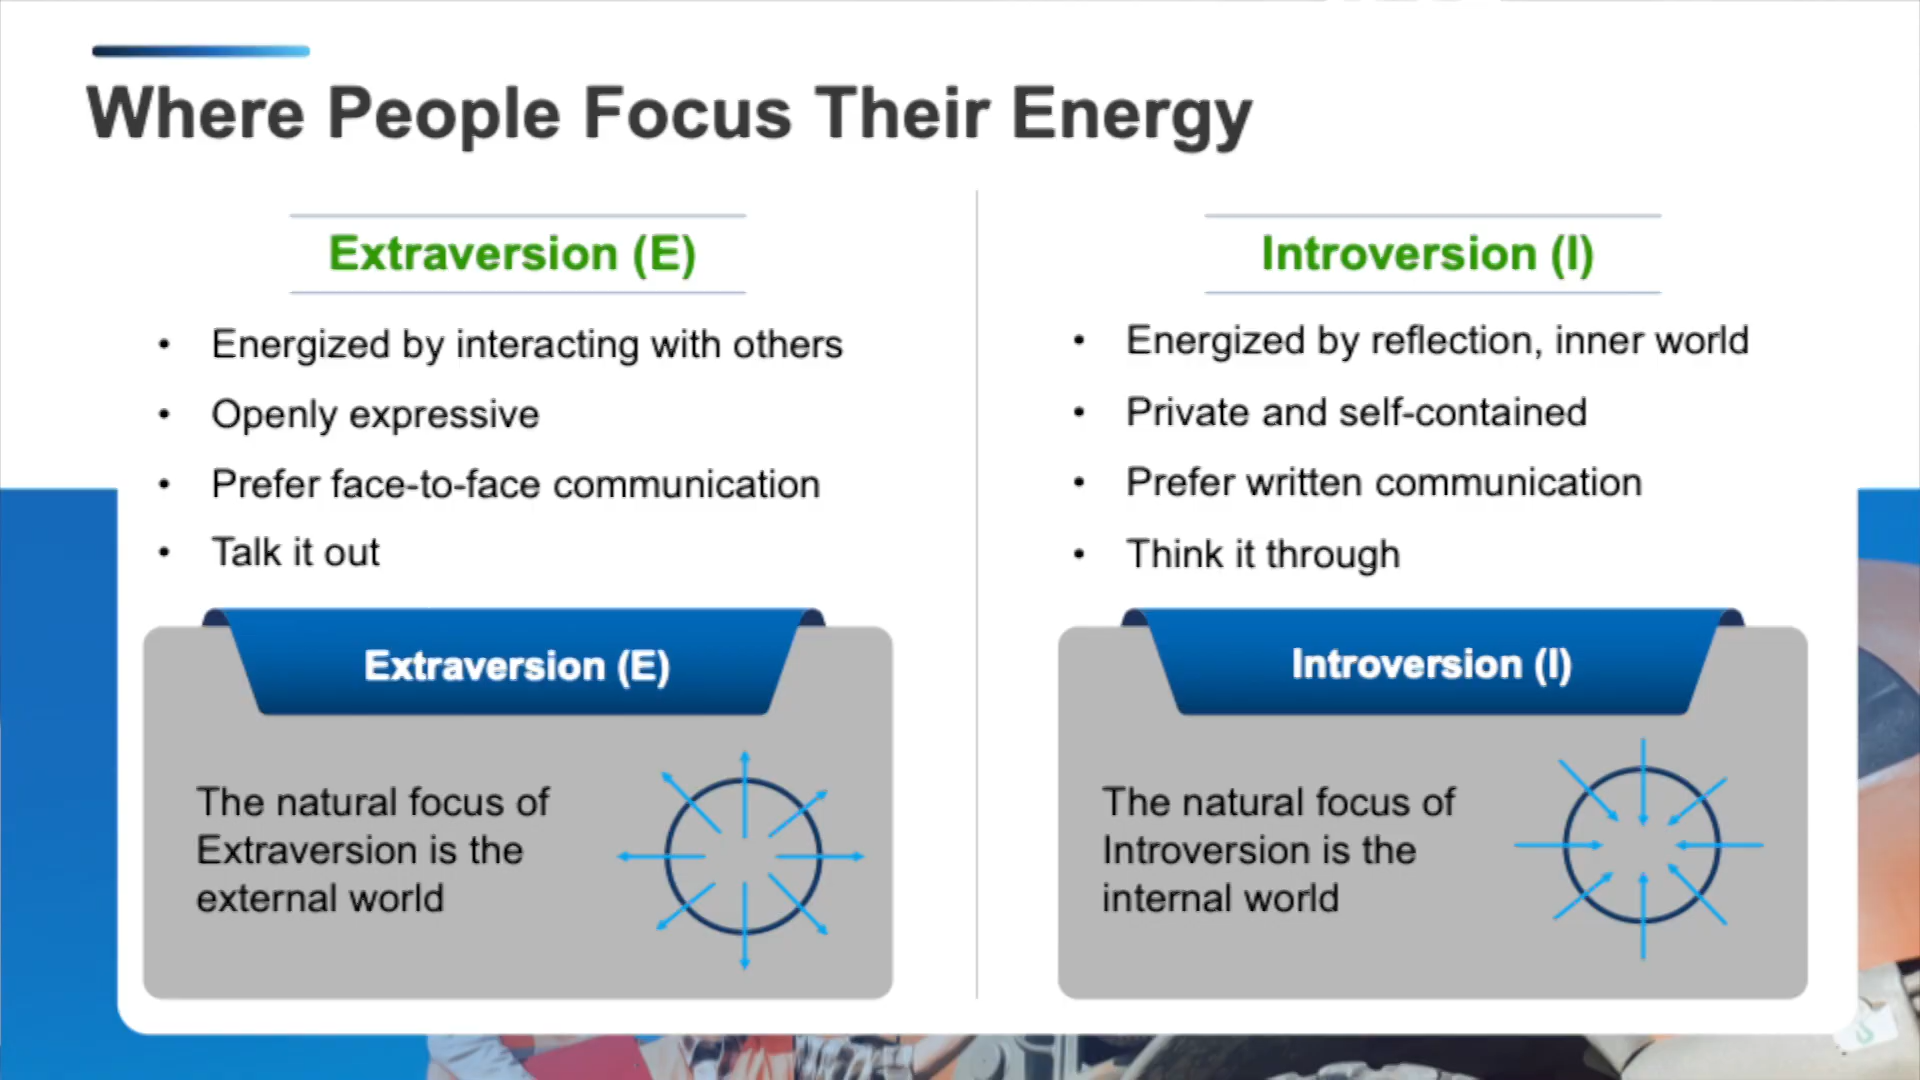 Where People Focus Their Energy
Extraversion (E)
• Energized by interacting with others
• Openly expressive
• Prefer face-to-face communication
• Talk it out
Extraversion (E)
The natural focus of
Extraversion is the
external world
Introversion (I)
• Energized by reflection, inner world
• Private and self-contained
• Prefer written communication
• Think it through
Introversion (I)
The natural focus of
Introversion is the
internal world